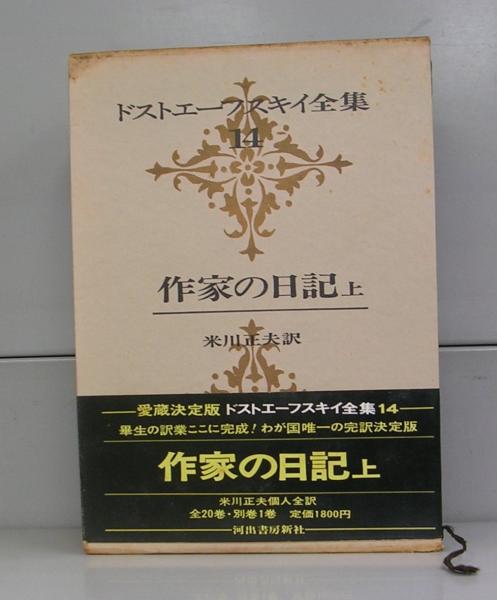 ドストエーフスキイ全集
14
作家の日記上
米川正夫訳
愛蔵決定版 ドストエーフスキイ全集14
畢生の訳業ここに完成！わが国唯一の完訳決定版
作家の日記上
米川正夫個人全訳
全20巻・別巻1巻 定価1800円
河出書房新社